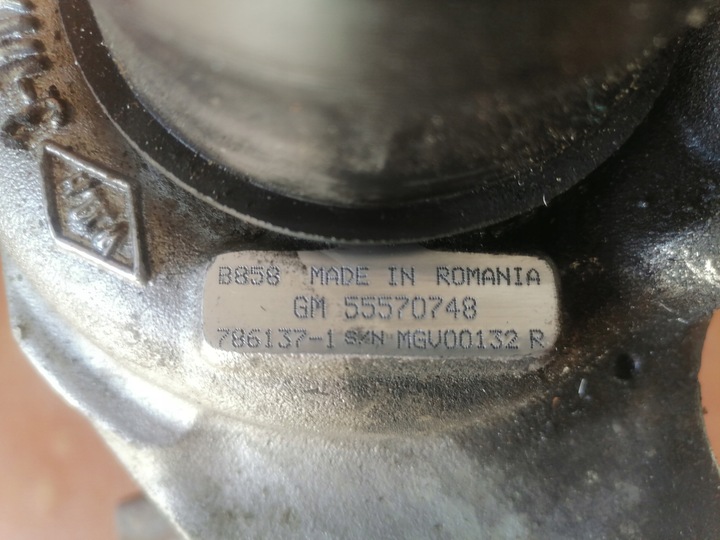 B858 MADE IN ROMANIA
GM 55570748
786137-1 S/N MGV00132 R